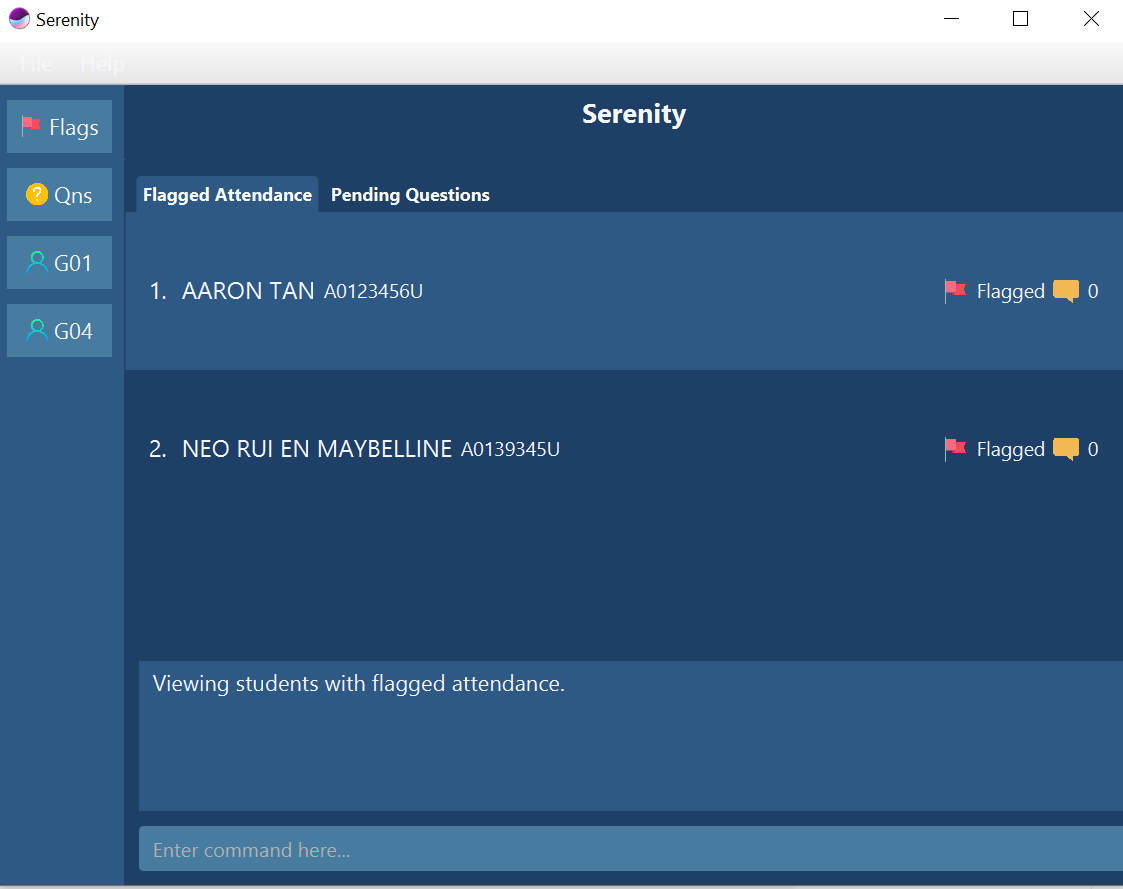 Serenity
File Help
Flags
Qns
G01
G04
Serenity
Flagged Attendance Pending Questions
1. AARON TAN A0123456U Flagged 0
2. NEO RUI EN MAYBELLINE A0139345U Flagged 0
Viewing students with flagged attendance.
Enter command here...